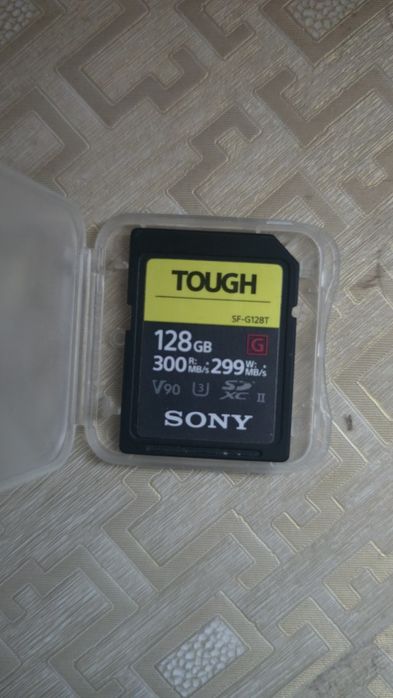 TOUGH
SF-G128T
128GB G
300 R: MB/s 299 W: MB/s
V90 3 SD XC II
SONY